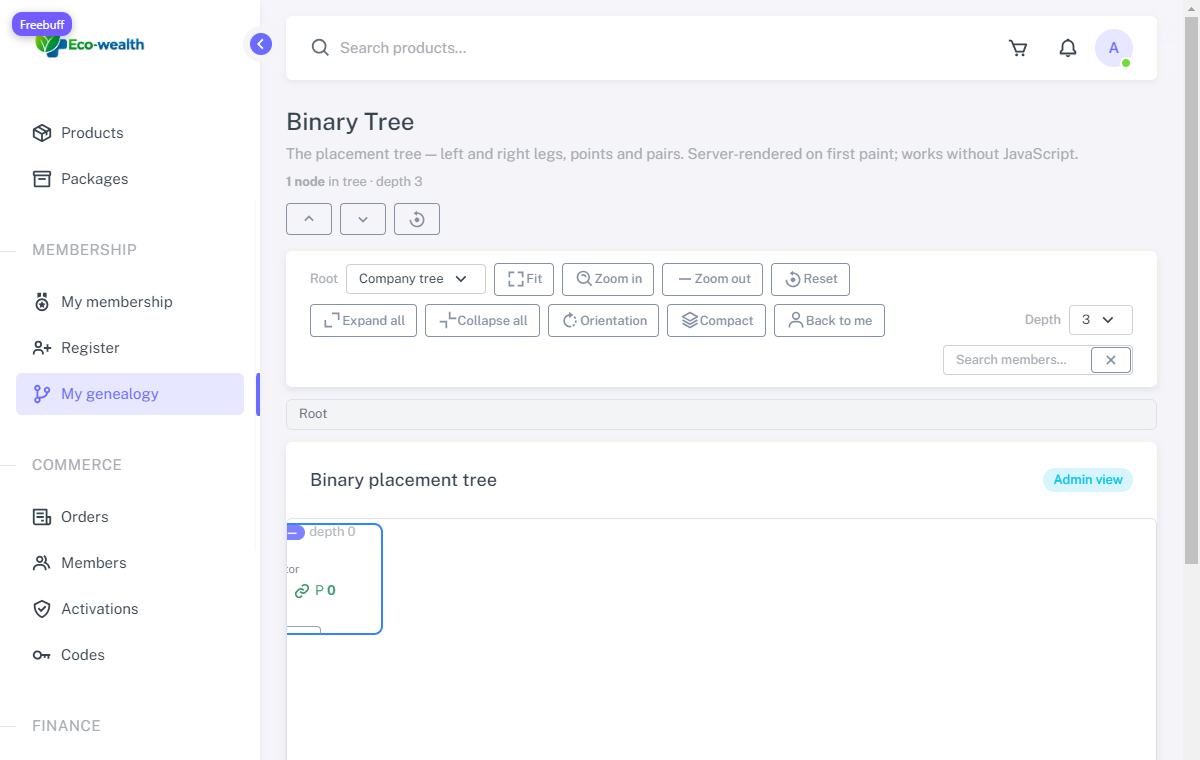 Freebuff
Eco-wealth
Products
Packages
MEMBERSHIP
My membership
Register
My genealogy
COMMERCE
Orders
Members
Activations
Codes
FINANCE
Search products...
A
Binary Tree
The placement tree — left and right legs, points and pairs. Server-rendered on first paint; works without JavaScript.
1 node in tree · depth 3
Root Company tree Fit Zoom in Zoom out Reset
Expand all Collapse all Orientation Compact Back to me Depth 3
Search members...
Root
Binary placement tree Admin view
— depth 0
tor
P 0